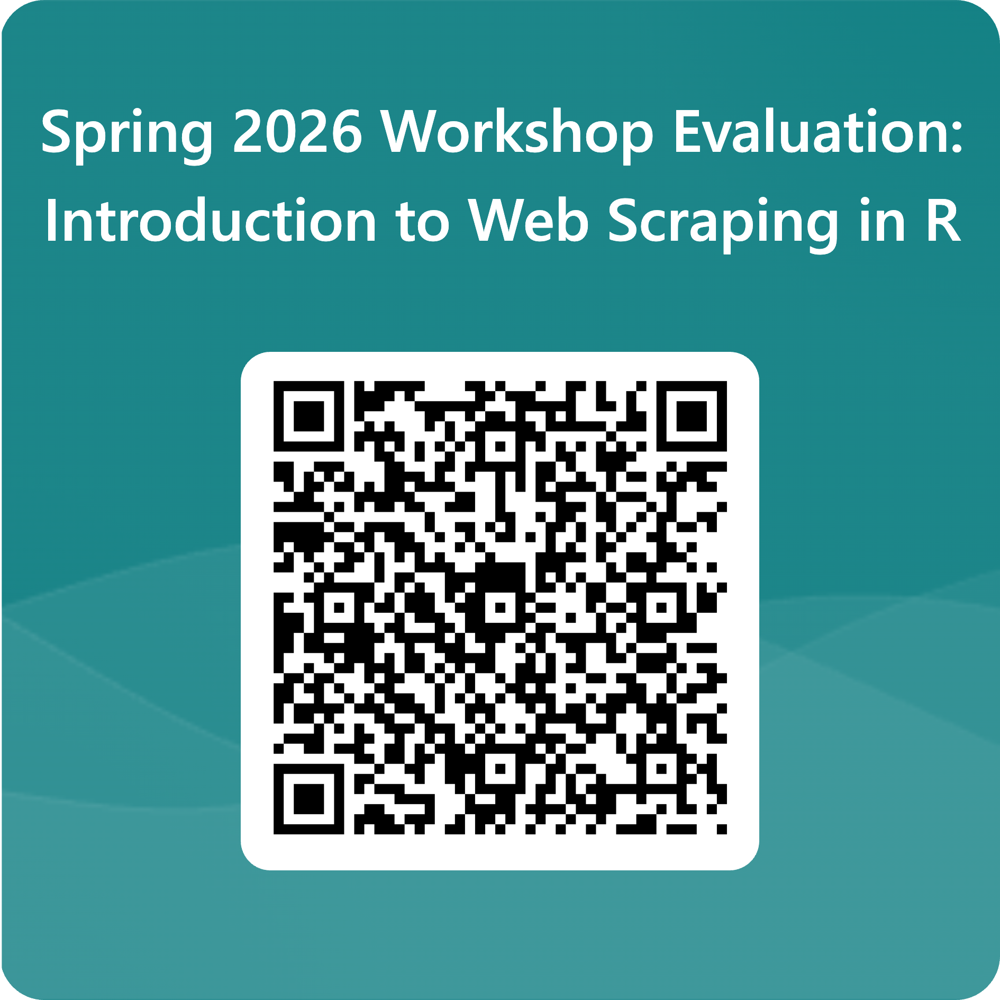 Spring 2026 Workshop Evaluation:
Introduction to Web Scraping in R